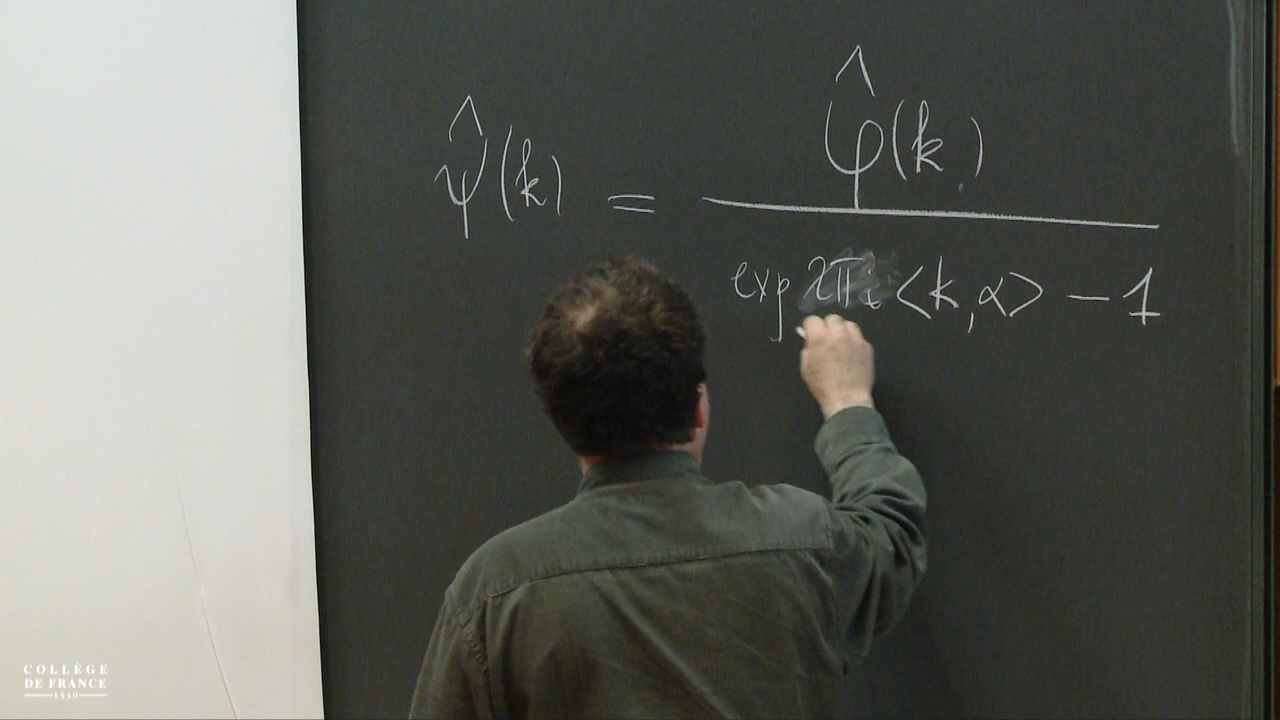 ψ̂(k) = φ̂(k)
exp 2πi <k,α> − 1
COLLÈGE
DE FRANCE
1530